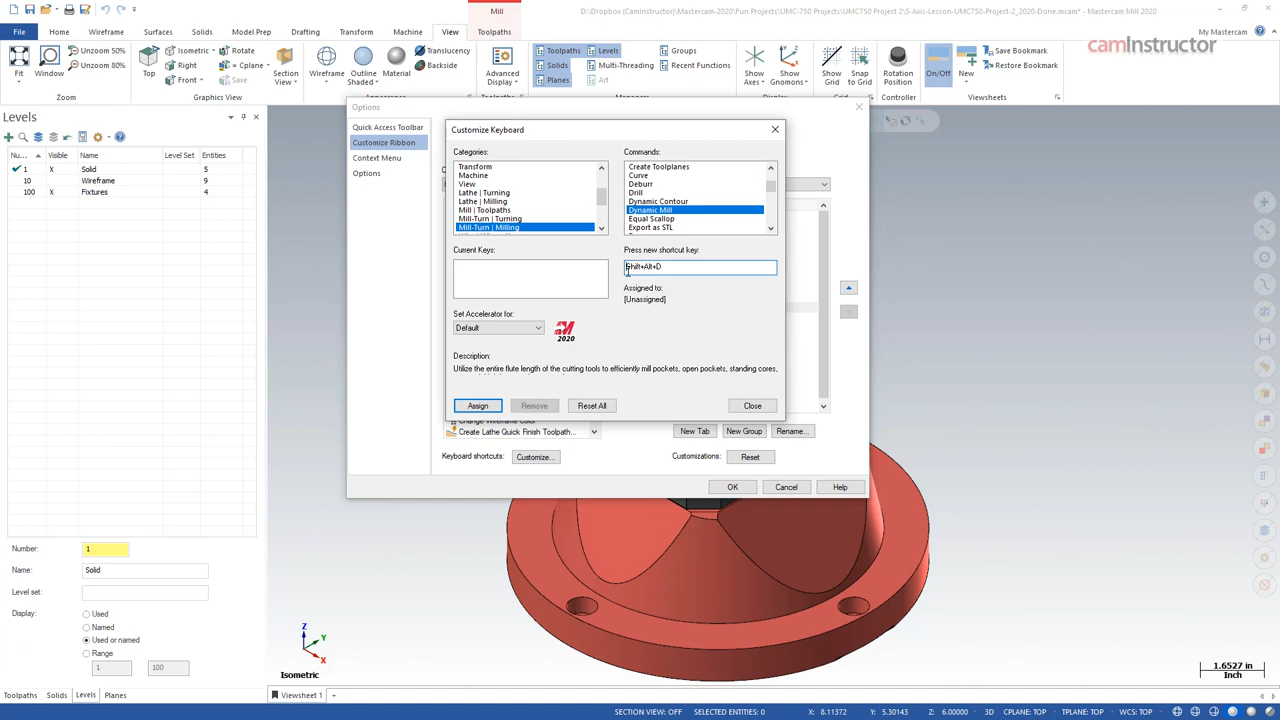 Mill
D:\Dropbox (CamInstructor)\Fun Projects\UMC-750 Projects\UMC750 Project 2\5-Axis-Lesson-UMC750-Project-2_2020-Done.mcam* - Mastercam Mill 2020
File Home Wireframe Surfaces Solids Model Prep Drafting Transform Machine View Toolpaths My Mastercam
camInstructor
Fit Window Unzoom 50% Unzoom 80% Zoom
Top Isometric Right Front Rotate = Cplane Save Section View Graphics View
Wireframe Outline Shaded Material Translucency Backside Appearance
Advanced Display Toolpaths
Toolpaths Levels Groups
Solids Multi-Threading Recent Functions
Planes Art
Managers
Show Axes Show Gnomons Display
Show Grid Snap to Grid Grid
Rotation Position Controller
On/Off New Save Bookmark Restore Bookmark Viewsheets
Levels
Nu... Visible Name Level Set Entities
1 X Solid 5
10 Wireframe 9
100 X Fixtures 4
Number: 1
Name: Solid
Level set:
Display: Used
Named
Used or named
Range
1 100
Toolpaths Solids Levels Planes
Options
Quick Access Toolbar
Customize Ribbon
Context Menu
Options
Customize Keyboard
Categories:
Transform
Machine
View
Lathe | Turning
Lathe | Milling
Mill | Toolpaths
Mill-Turn | Turning
Mill-Turn | Milling
Commands:
Create Toolplanes
Curve
Deburr
Drill
Dynamic Contour
Dynamic Mill
Equal Scallop
Export as STL
Current Keys:
Press new shortcut key:
Shift+Alt+D
Assigned to:
[Unassigned]
Set Accelerator for:
Default
2020
Description:
Utilize the entire flute length of the cutting tools to efficiently mill pockets, open pockets, standing cores,
Assign Remove Reset All Close
Change Wireframe Color
Create Lathe Quick Finish Toolpath...
New Tab New Group Rename...
Keyboard shortcuts: Customize...
Customizations: Reset
OK Cancel Help
Z
Y
X
Isometric
1.6527 in
Inch
Viewsheet 1 +
SECTION VIEW: OFF SELECTED ENTITIES: 0 X: 8.11372 Y: 5.30143 Z: 6.00000 3D CPLANE: TOP TPLANE: TOP WCS: TOP